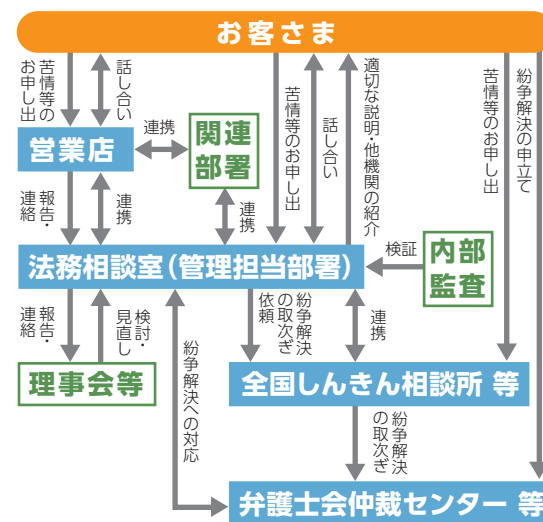 お客さま
苦情等の
お申し出
話し合い
苦情等のお申し出
話し合い
適切な説明・他機関の紹介
苦情等のお申し出
紛争解決の申立て
営業店
連携
関連
部署
報告・
連絡
連携
連携
検証
内部
監査
法務相談室(管理担当部署)
報告・
連絡
検討・
見直し
紛争解決への対応
紛争解決
の取次ぎ
依頼
連携
理事会等
全国しんきん相談所 等
紛争解決
の取次ぎ
弁護士会仲裁センター 等